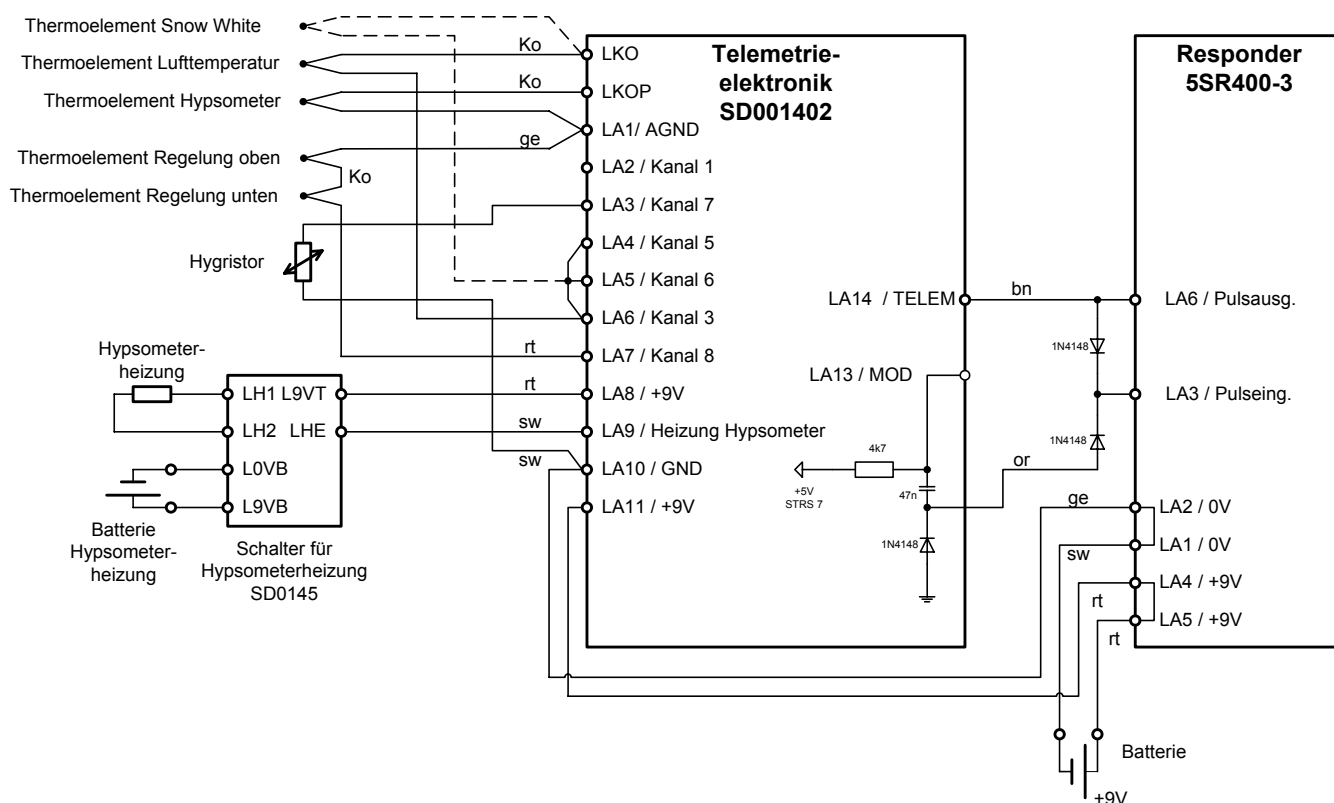 Thermoelement Snow White
Thermoelement Lufttemperatur
Thermoelement Hypsometer
Thermoelement Regelung oben
Thermoelement Regelung unten
Hygristor
Ko
Ko
ge
Ko
rt
rt
sw
sw
Hypsometer-
heizung
LH1 L9VT
LH2 LHE
L0VB
L9VB
Batterie
Hypsometer-
heizung
Schalter für
Hypsometerheizung
SD0145
Telemetrie-
elektronik
SD001402
LKO
LKOP
LA1/ AGND
LA2 / Kanal 1
LA3 / Kanal 7
LA4 / Kanal 5
LA5 / Kanal 6
LA6 / Kanal 3
LA7 / Kanal 8
LA8 / +9V
LA9 / Heizung Hypsometer
LA10 / GND
LA11 / +9V
LA14 / TELEM
LA13 / MOD
4k7
+5V
STRS 7
47n
1N4148
bn
1N4148
1N4148
or
ge
sw
rt
rt
Responder
5SR400-3
LA6 / Pulsausg.
LA3 / Pulseing.
LA2 / 0V
LA1 / 0V
LA4 / +9V
LA5 / +9V
Batterie
+9V